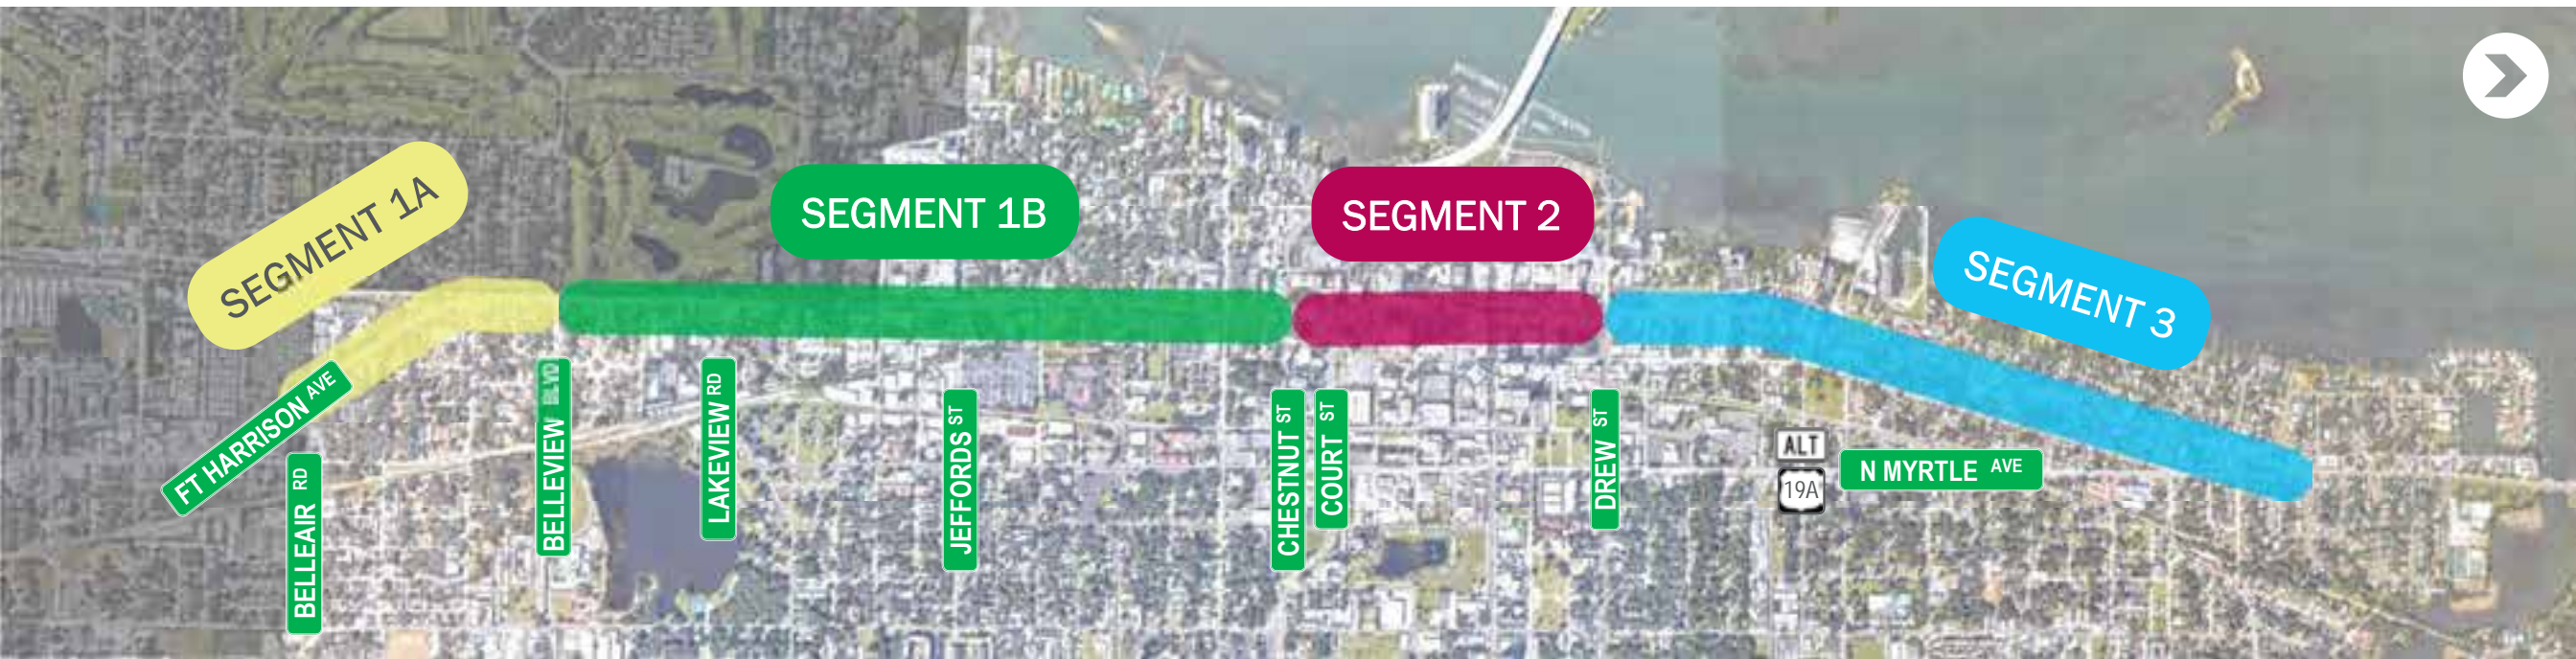 SEGMENT 1A
SEGMENT 1B
SEGMENT 2
SEGMENT 3
FT HARRISON AVE
BELLEAIR RD
BELLEVIEW BLVD
LAKEVIEW RD
JEFFORDS ST
CHESTNUT ST
COURT ST
DREW ST
ALT
19A
N MYRTLE AVE